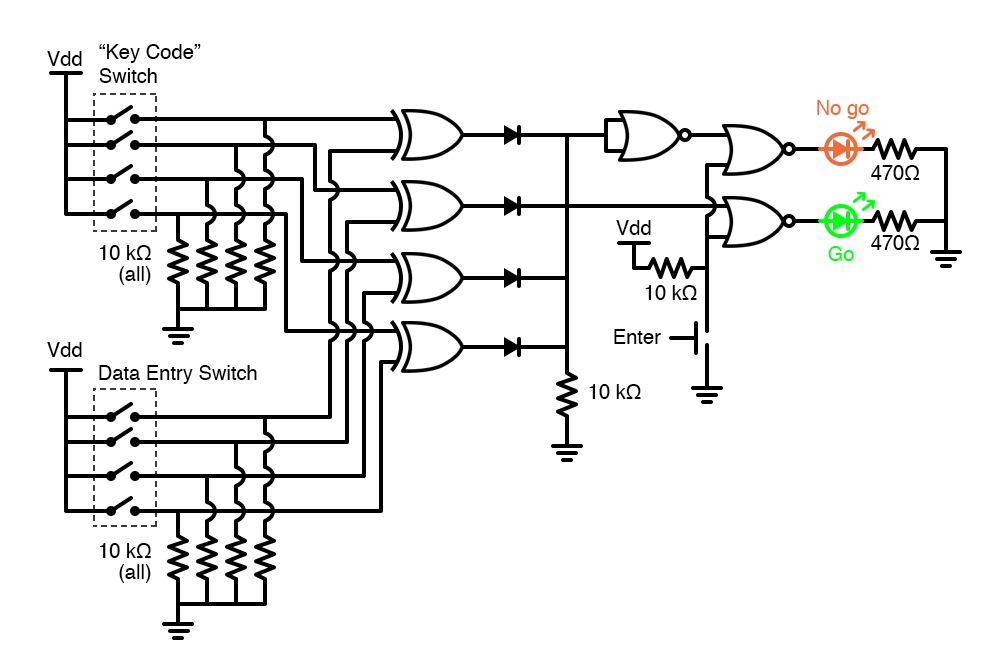 Vdd
“Key Code”
Switch
10 kΩ
(all)
Vdd
Data Entry Switch
10 kΩ
(all)
10 kΩ
Vdd
10 kΩ
Enter
No go
470Ω
Go
470Ω